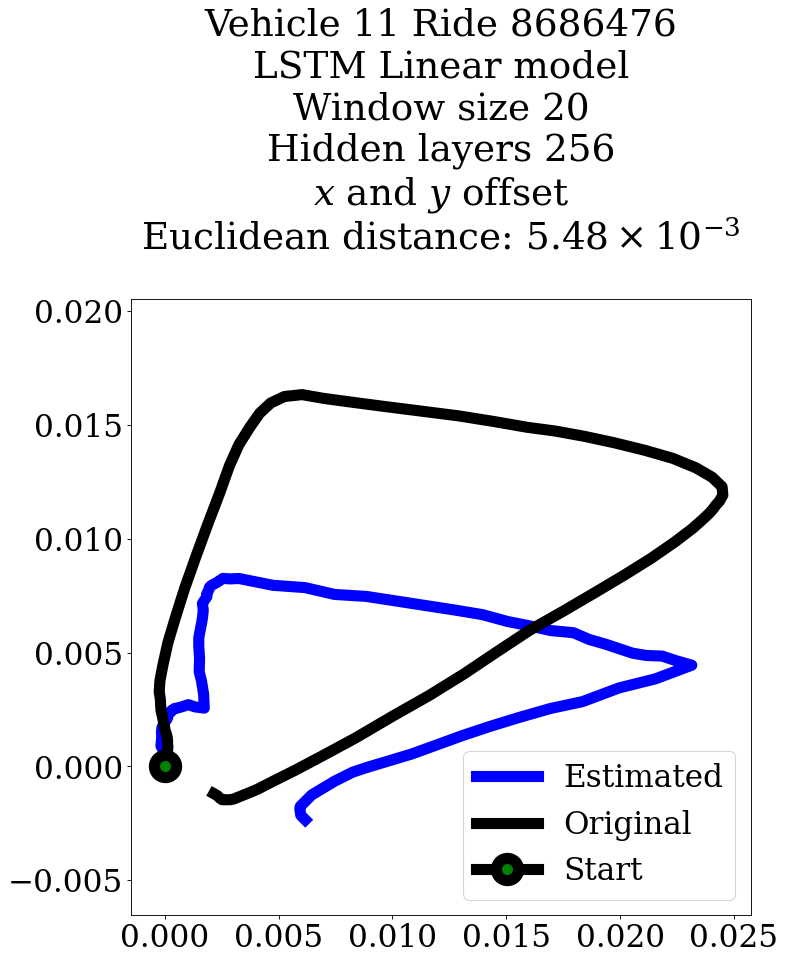 Vehicle 11 Ride 8686476
LSTM Linear model
Window size 20
Hidden layers 256
x and y offset
Euclidean distance: 5.48 × 10⁻³
0.020
0.015
0.010
0.005
0.000
−0.005
Estimated
Original
Start
0.000 0.005 0.010 0.015 0.020 0.025